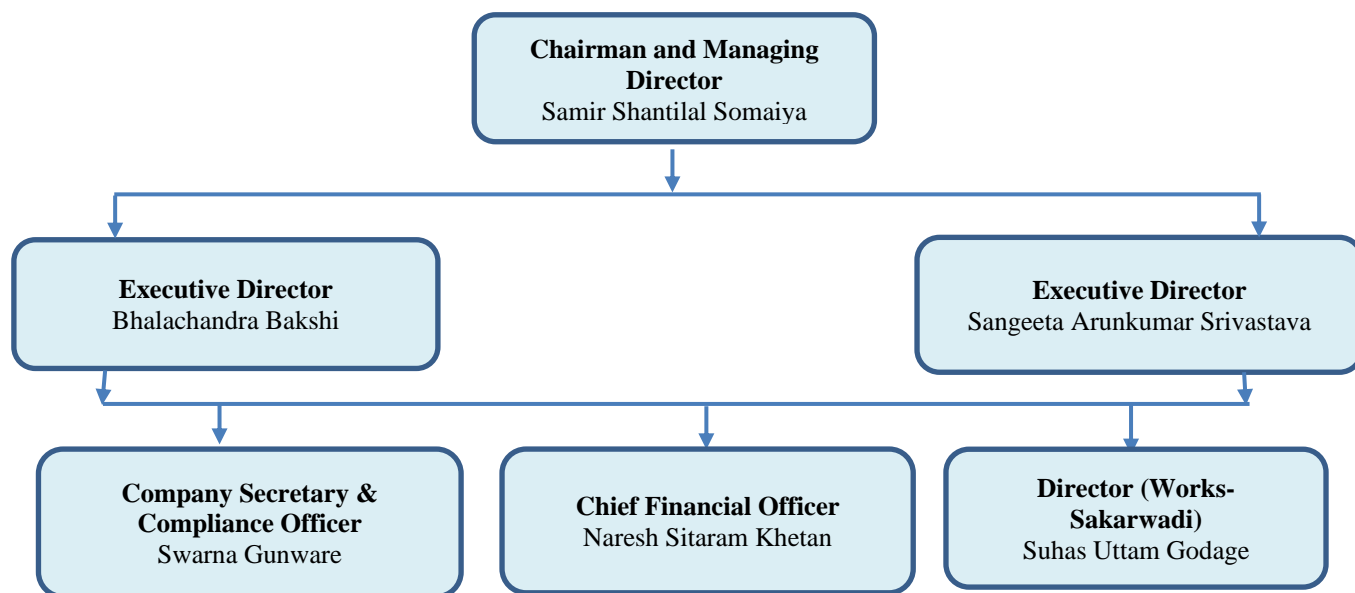 Chairman and Managing
Director
Samir Shantilal Somaiya
Executive Director
Bhalachandra Bakshi
Executive Director
Sangeeta Arunkumar Srivastava
Company Secretary &
Compliance Officer
Swarna Gunware
Chief Financial Officer
Naresh Sitaram Khetan
Director (Works-
Sakarwadi)
Suhas Uttam Godage